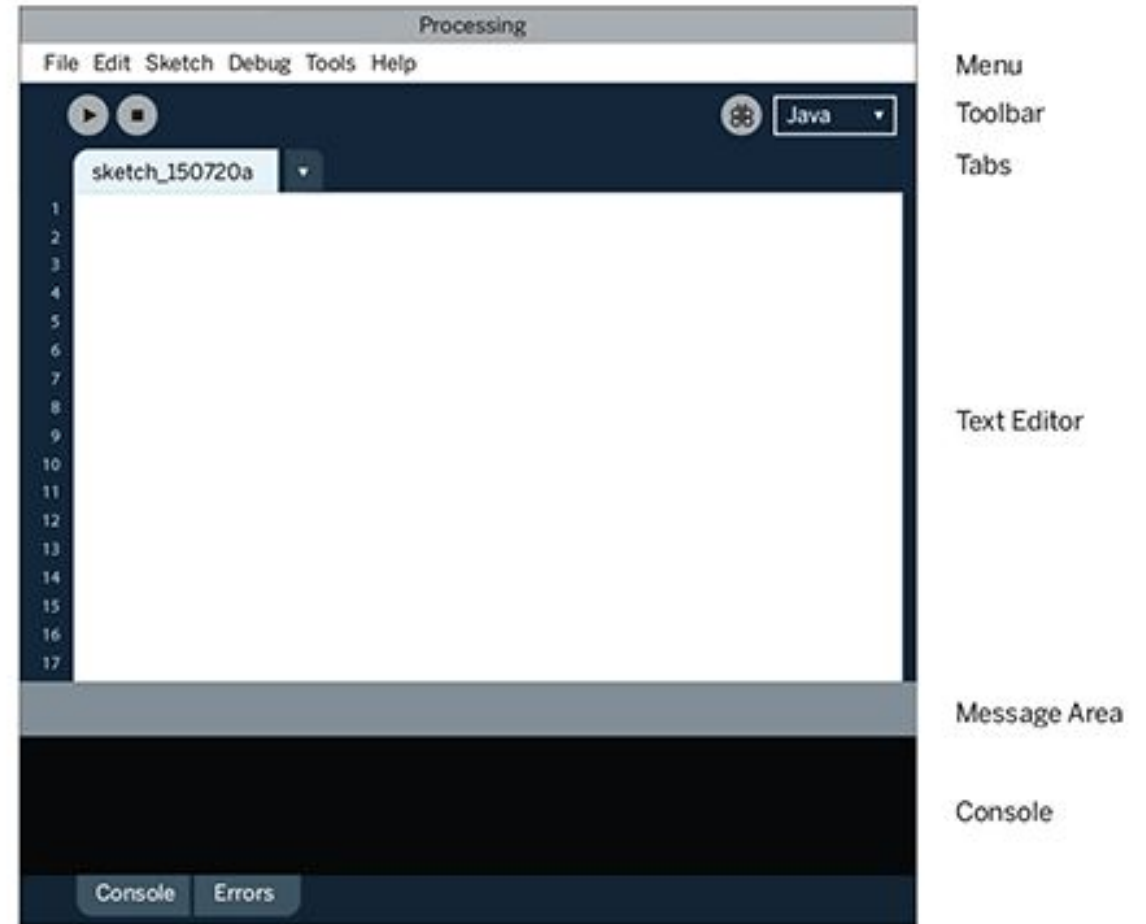 Processing
File Edit Sketch Debug Tools Help
Menu
Java
Toolbar
sketch_150720a
Tabs
1
2
3
4
5
6
7
8
9
10
11
12
13
14
15
16
17
Text Editor
Message Area
Console
Console Errors